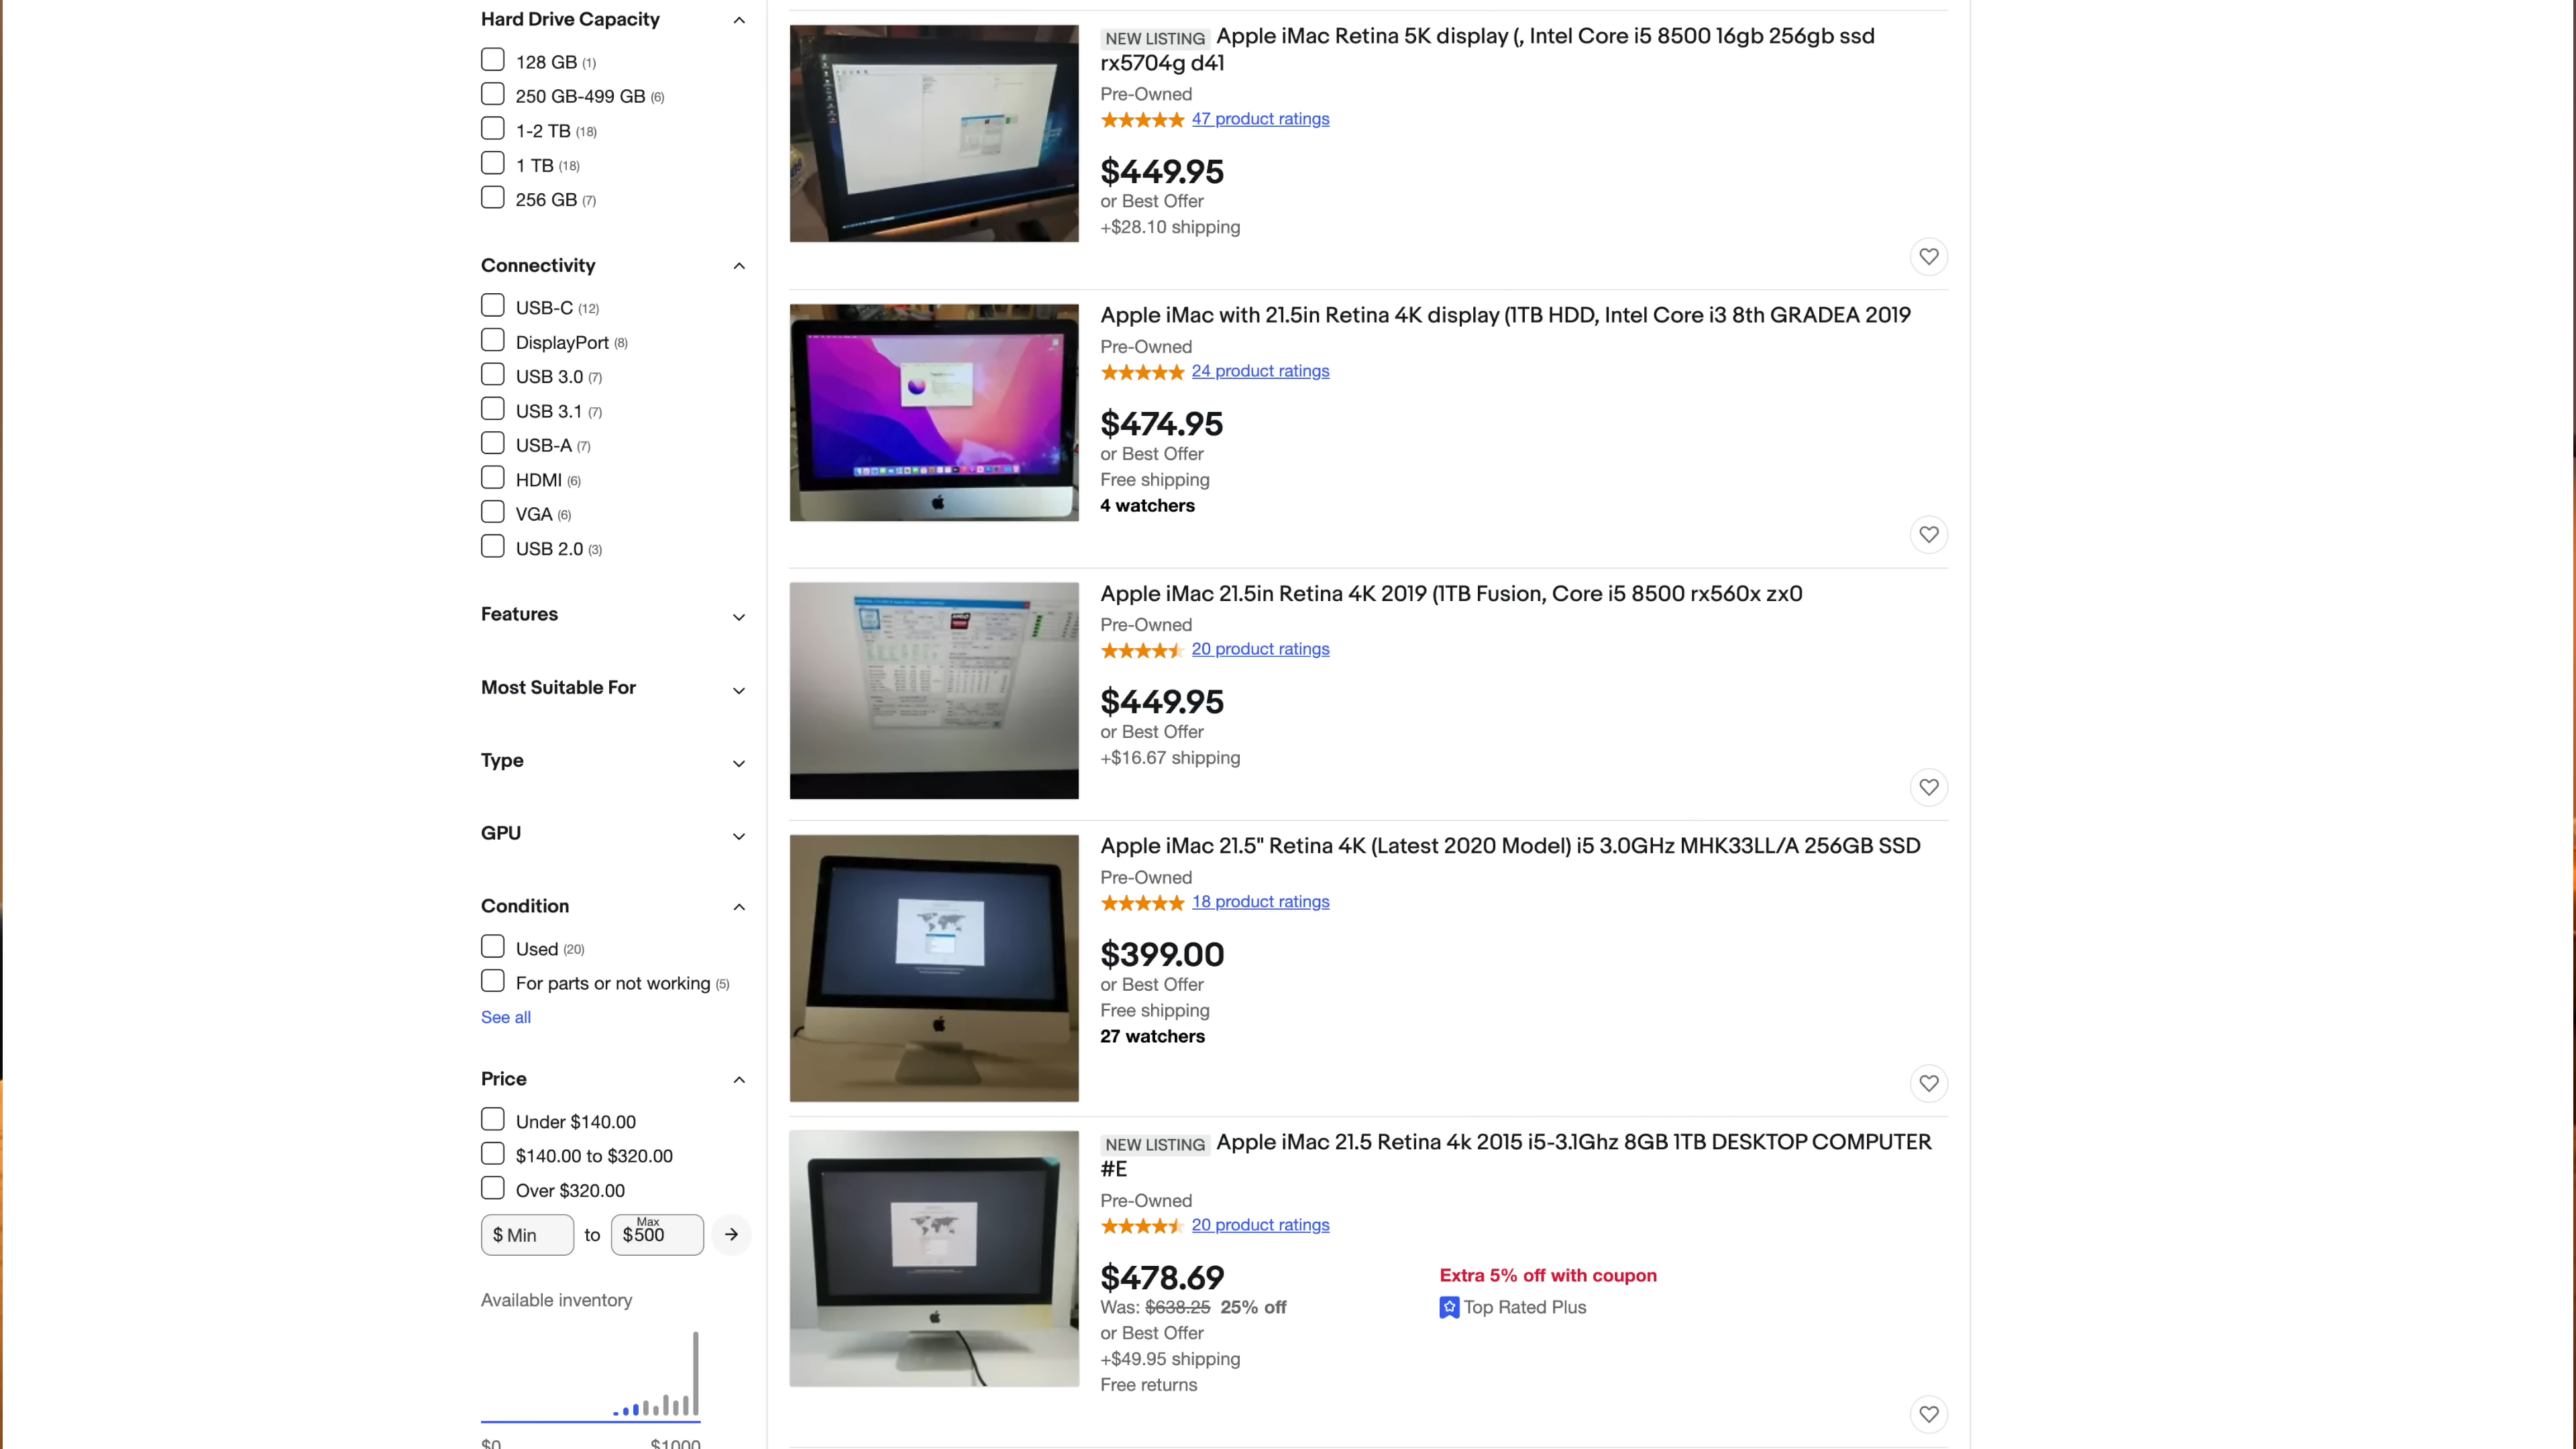 Hard Drive Capacity
128 GB (1)
250 GB-499 GB (6)
1-2 TB (18)
1 TB (18)
256 GB (7)
Connectivity
USB-C (12)
DisplayPort (8)
USB 3.0 (7)
USB 3.1 (7)
USB-A (7)
HDMI (6)
VGA (6)
USB 2.0 (3)
Features
Most Suitable For
Type
GPU
Condition
Used (20)
For parts or not working (5)
See all
Price
Under $140.00
$140.00 to $320.00
Over $320.00
$ Min to Max $500
Available inventory
$0 $1000
NEW LISTING Apple iMac Retina 5K display (, Intel Core i5 8500 16gb 256gb ssd
rx5704g d41
Pre-Owned
47 product ratings
$449.95
or Best Offer
+$28.10 shipping
Apple iMac with 21.5in Retina 4K display (1TB HDD, Intel Core i3 8th GRADEA 2019
Pre-Owned
24 product ratings
$474.95
or Best Offer
Free shipping
4 watchers
Apple iMac 21.5in Retina 4K 2019 (1TB Fusion, Core i5 8500 rx560x zx0
Pre-Owned
20 product ratings
$449.95
or Best Offer
+$16.67 shipping
Apple iMac 21.5" Retina 4K (Latest 2020 Model) i5 3.0GHz MHK33LL/A 256GB SSD
Pre-Owned
18 product ratings
$399.00
or Best Offer
Free shipping
27 watchers
NEW LISTING Apple iMac 21.5 Retina 4k 2015 i5-3.1Ghz 8GB 1TB DESKTOP COMPUTER
#E
Pre-Owned
20 product ratings
$478.69
Was: $638.25 25% off
or Best Offer
+$49.95 shipping
Free returns
Extra 5% off with coupon
Top Rated Plus